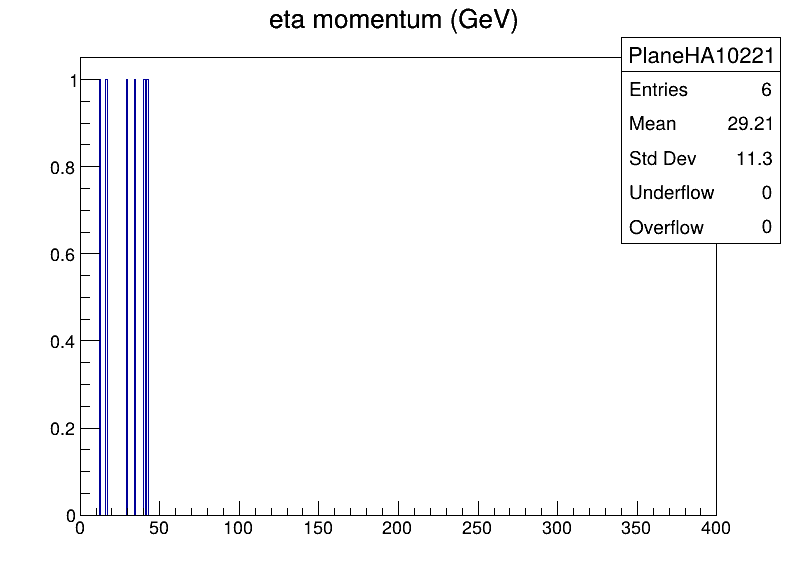 eta momentum (GeV)
PlaneHA10221
Entries 6
Mean 29.21
Std Dev 11.3
Underflow 0
Overflow 0
1
0.8
0.6
0.4
0.2
0
0 50 100 150 200 250 300 350 400